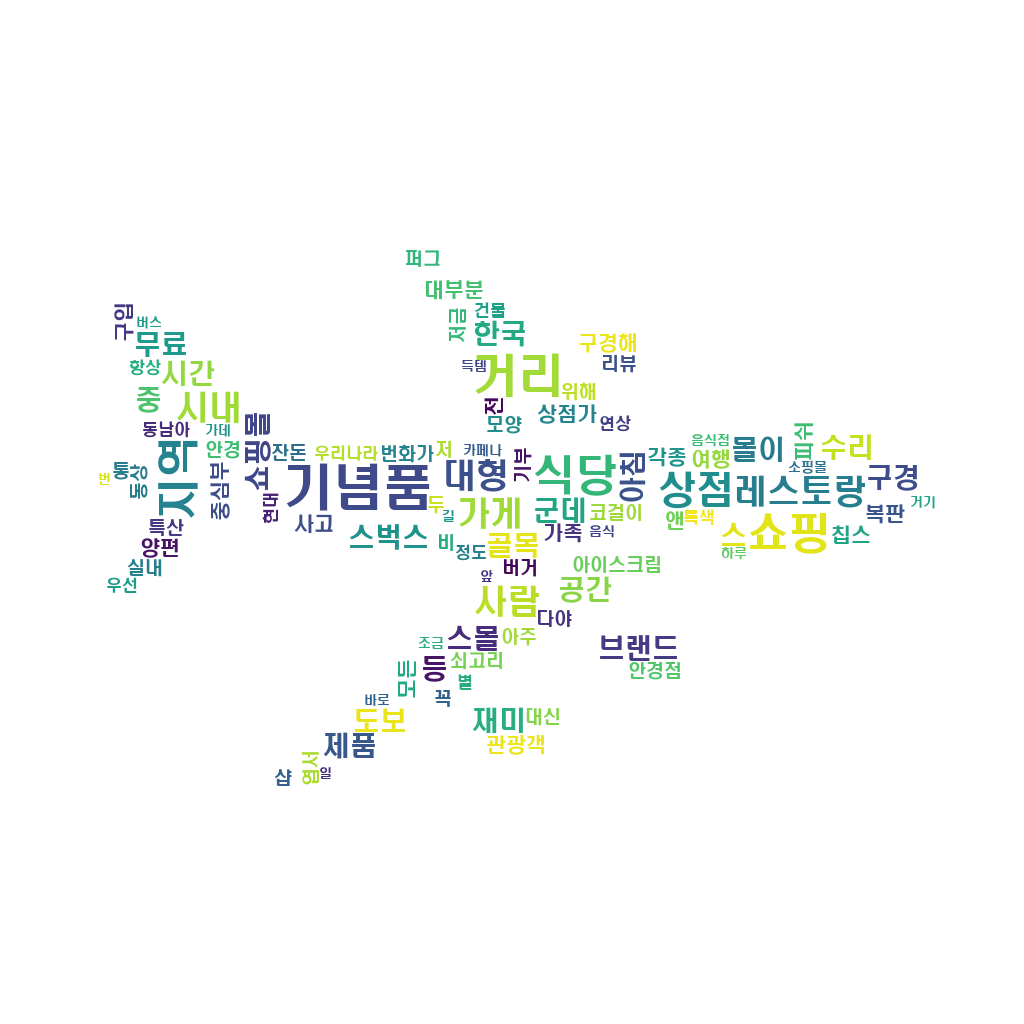 퍼그
대부분
건물
저금
한국
구입
버스
무료
항상
시간
중
시내
구경해
리뷰
득템
거리
위해
전
모양
상점가
연상
동남아
가데
안경
지역
통
동상
번
중심부
쇼핑몰
잔돈
현대
우리나라
번화가
저
카페나
기념품
대형
기부
식당
아침
각종
음식점
여행
몰이
쇼핑몰
피쉬
수리
상점
레스토랑
구경
거기
복판
특산
양편
실내
우선
사고
스벅스
두
길
가게
군데
코걸이
앤
특색
스
쇼핑
하루
칩스
비
정도
골목
가족
음식
앞
버거
아이스크림
공간
사람
다야
조금
스몰
아주
브랜드
안경점
모든
등
쇠고리
별
꼭
바로
도보
재미
대신
관광객
제품
샵
엽서
일